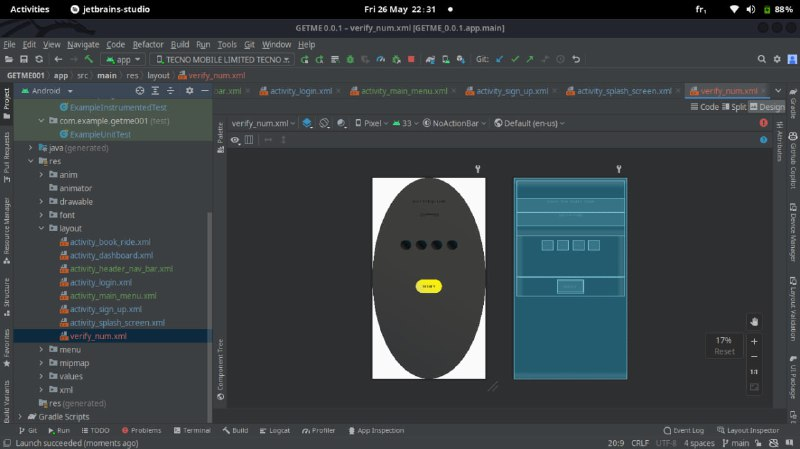 Activities jetbrains-studio Fri 26 May 22:31 fr₁ 88%
GETME 0.0.1 – verify_num.xml [GETME_0.0.1.app.main]
File Edit View Navigate Code Refactor Build Run Tools Git Window Help
app TECNO MOBILE LIMITED TECNO Git:
GETME001 app src main res layout verify_num.xml
Android bar.xml activity_login.xml activity_main_menu.xml activity_sign_up.xml activity_splash_screen.xml verify_num.xml
ExampleInstrumentedTest Code Split Design
com.example.getme001 (test) verify_num.xml Pixel 33 NoActionBar Default (en-us)
ExampleUnitTest
java (generated)
res
anim
animator
drawable
font
layout
activity_book_ride.xml
activity_dashboard.xml
activity_header_nav_bar.xml
activity_login.xml
activity_main_menu.xml
activity_sign_up.xml
activity_splash_screen.xml
verify_num.xml
menu
mipmap
values
xml
res (generated)
Gradle Scripts
Project
Pull Requests
Resource Manager
Structure
Favorites
Build Variants
Palette
Component Tree
17%
Reset
1:1
Attributes
Gradle
GitHub Copilot
Device Manager
Layout Validation
UI Package
Git Run TODO Problems Terminal Build Logcat Profiler App Inspection Event Log Layout Inspector
Launch succeeded (moments ago) 20:9 CRLF UTF-8 4 spaces main